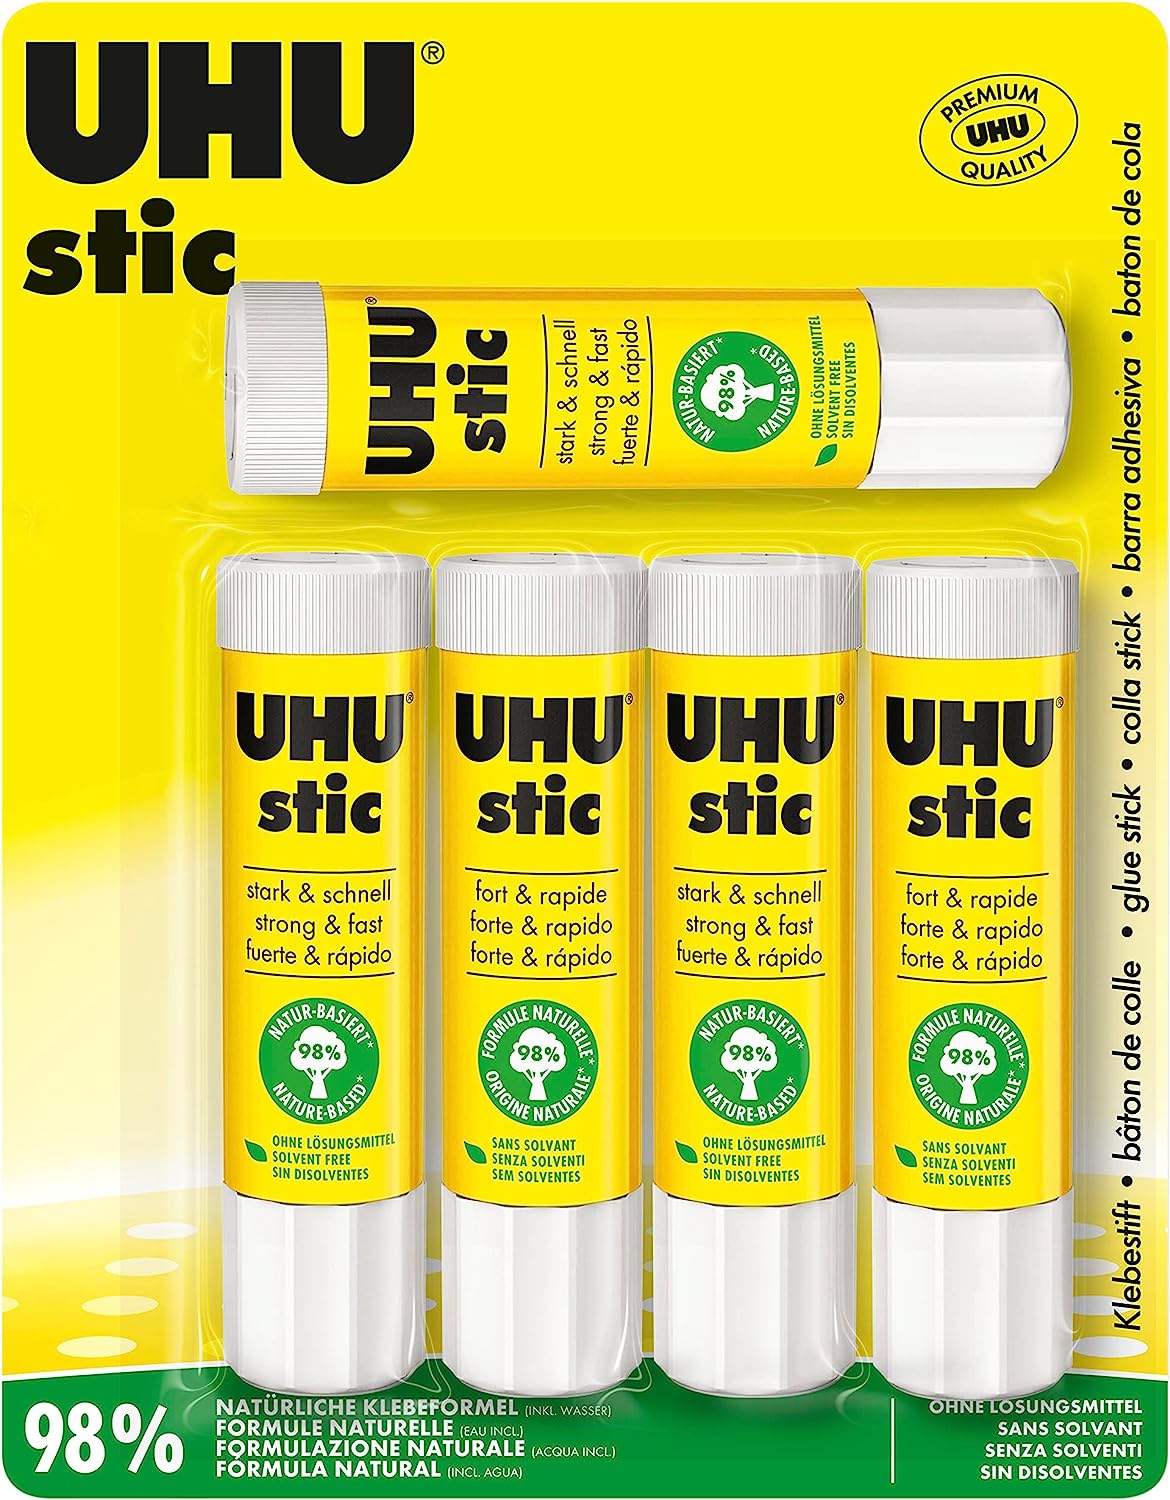 UHU®
stic
PREMIUM
UHU
QUALITY
UHU®
stic
stark & schnell
strong & fast
fuerte & rápido
NATUR-BASIERT*
98%
NATURE-BASED*
OHNE LÖSUNGSMITTEL
SOLVENT FREE
SIN DISOLVENTES
Klebestift • bâton de colle • glue stick • colla stick • barra adhesiva • baton de cola
UHU®
stic
stark & schnell
strong & fast
fuerte & rápido
NATUR-BASIERT*
98%
NATURE-BASED*
OHNE LÖSUNGSMITTEL
SOLVENT FREE
SIN DISOLVENTES
UHU®
stic
fort & rapide
forte & rapido
forte & rápido
FORMULE NATURELLE*
98%
ORIGINE NATURALE*
SANS SOLVANT
SENZA SOLVENTI
SEM SOLVENTES
UHU®
stic
stark & schnell
strong & fast
fuerte & rápido
NATUR-BASIERT*
98%
NATURE-BASED*
OHNE LÖSUNGSMITTEL
SOLVENT FREE
SIN DISOLVENTES
UHU®
stic
fort & rapide
forte & rapido
forte & rápido
FORMULE NATURELLE*
98%
ORIGINE NATURALE*
SANS SOLVANT
SENZA SOLVENTI
SEM SOLVENTES
98%
NATÜRLICHE KLEBEFORMEL (INKL. WASSER)
FORMULE NATURELLE (EAU INCL.)
FORMULAZIONE NATURALE (ACQUA INCL.)
FÓRMULA NATURAL (INCL. AGUA)
OHNE LÖSUNGSMITTEL
SANS SOLVANT
SENZA SOLVENTI
SIN DISOLVENTES